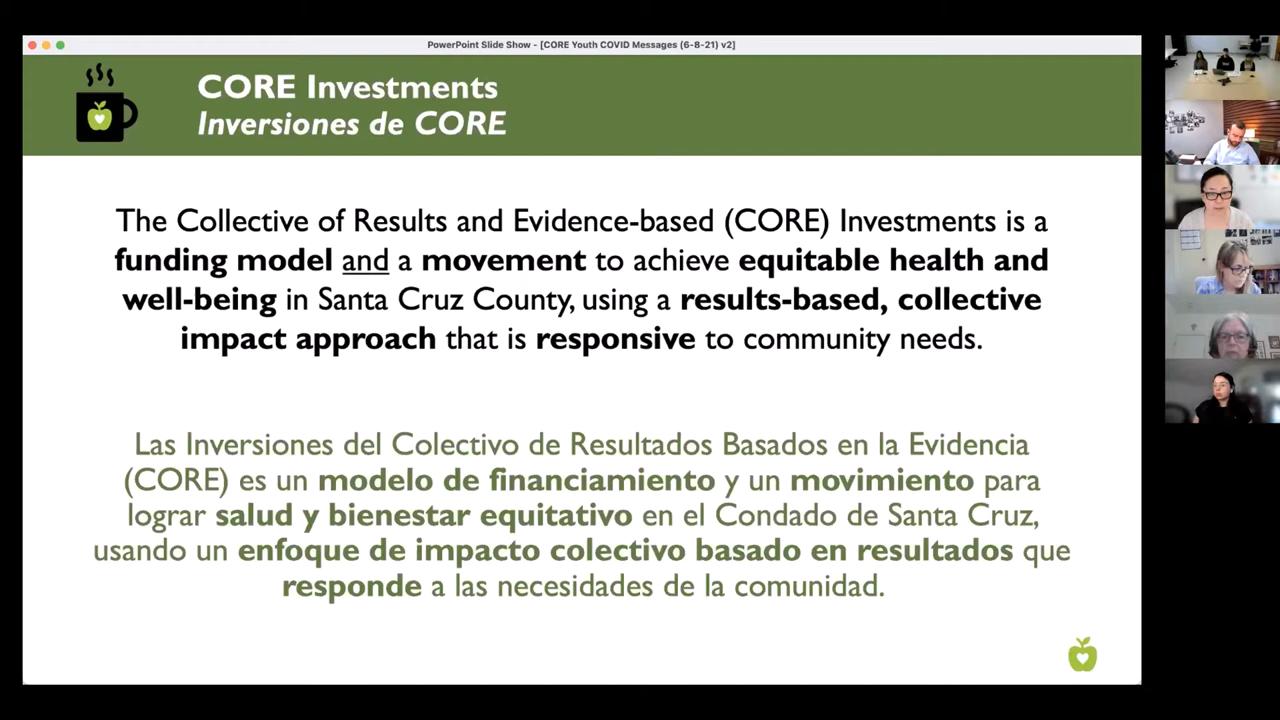 PowerPoint Slide Show - [CORE Youth COVID Messages (6-8-21) v2]
CORE Investments
Inversiones de CORE
The Collective of Results and Evidence-based (CORE) Investments is a
funding model and a movement to achieve equitable health and
well-being in Santa Cruz County, using a results-based, collective
impact approach that is responsive to community needs.
Las Inversiones del Colectivo de Resultados Basados en la Evidencia
(CORE) es un modelo de financiamiento y un movimiento para
lograr salud y bienestar equitativo en el Condado de Santa Cruz,
usando un enfoque de impacto colectivo basado en resultados que
responde a las necesidades de la comunidad.